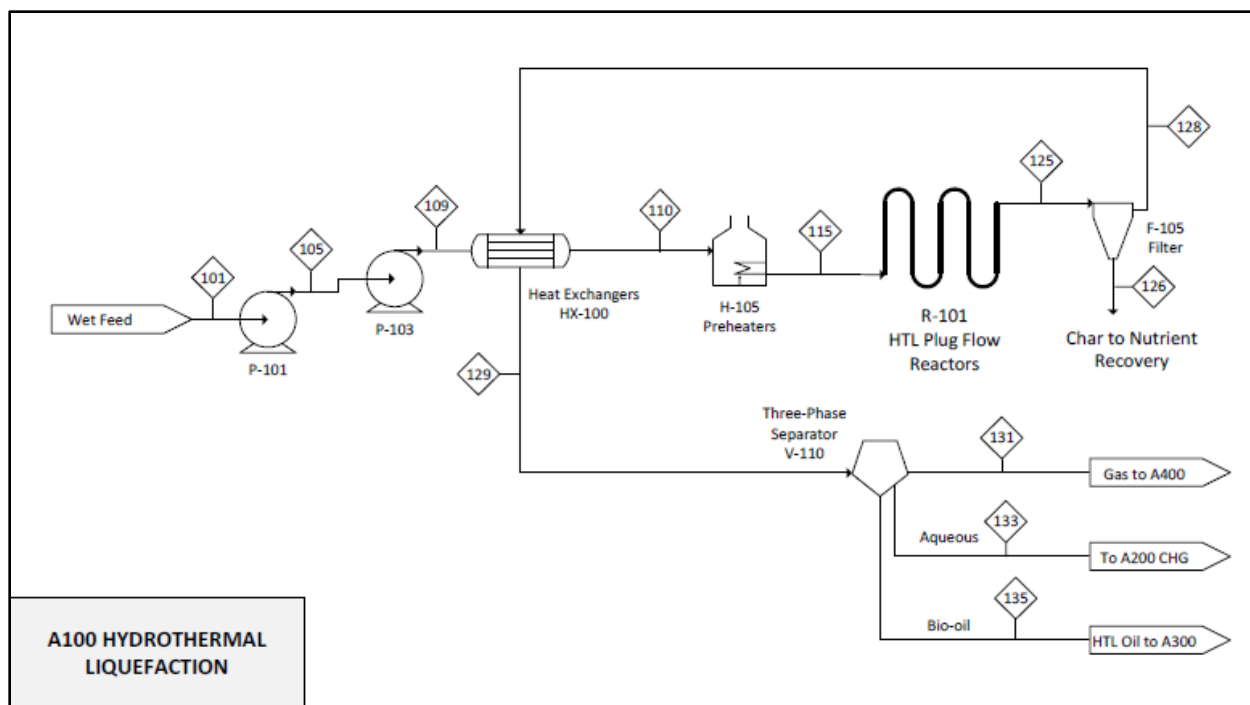 128
125
109
110
115
105
101
F-105
Filter
126
Wet Feed
P-103
Heat Exchangers
HX-100
H-105
Preheaters
R-101
HTL Plug Flow
Reactors
Char to Nutrient
Recovery
P-101
129
Three-Phase
Separator
V-110
131
Gas to A400
133
Aqueous
To A200 CHG
135
Bio-oil
HTL Oil to A300
A100 HYDROTHERMAL
LIQUEFACTION